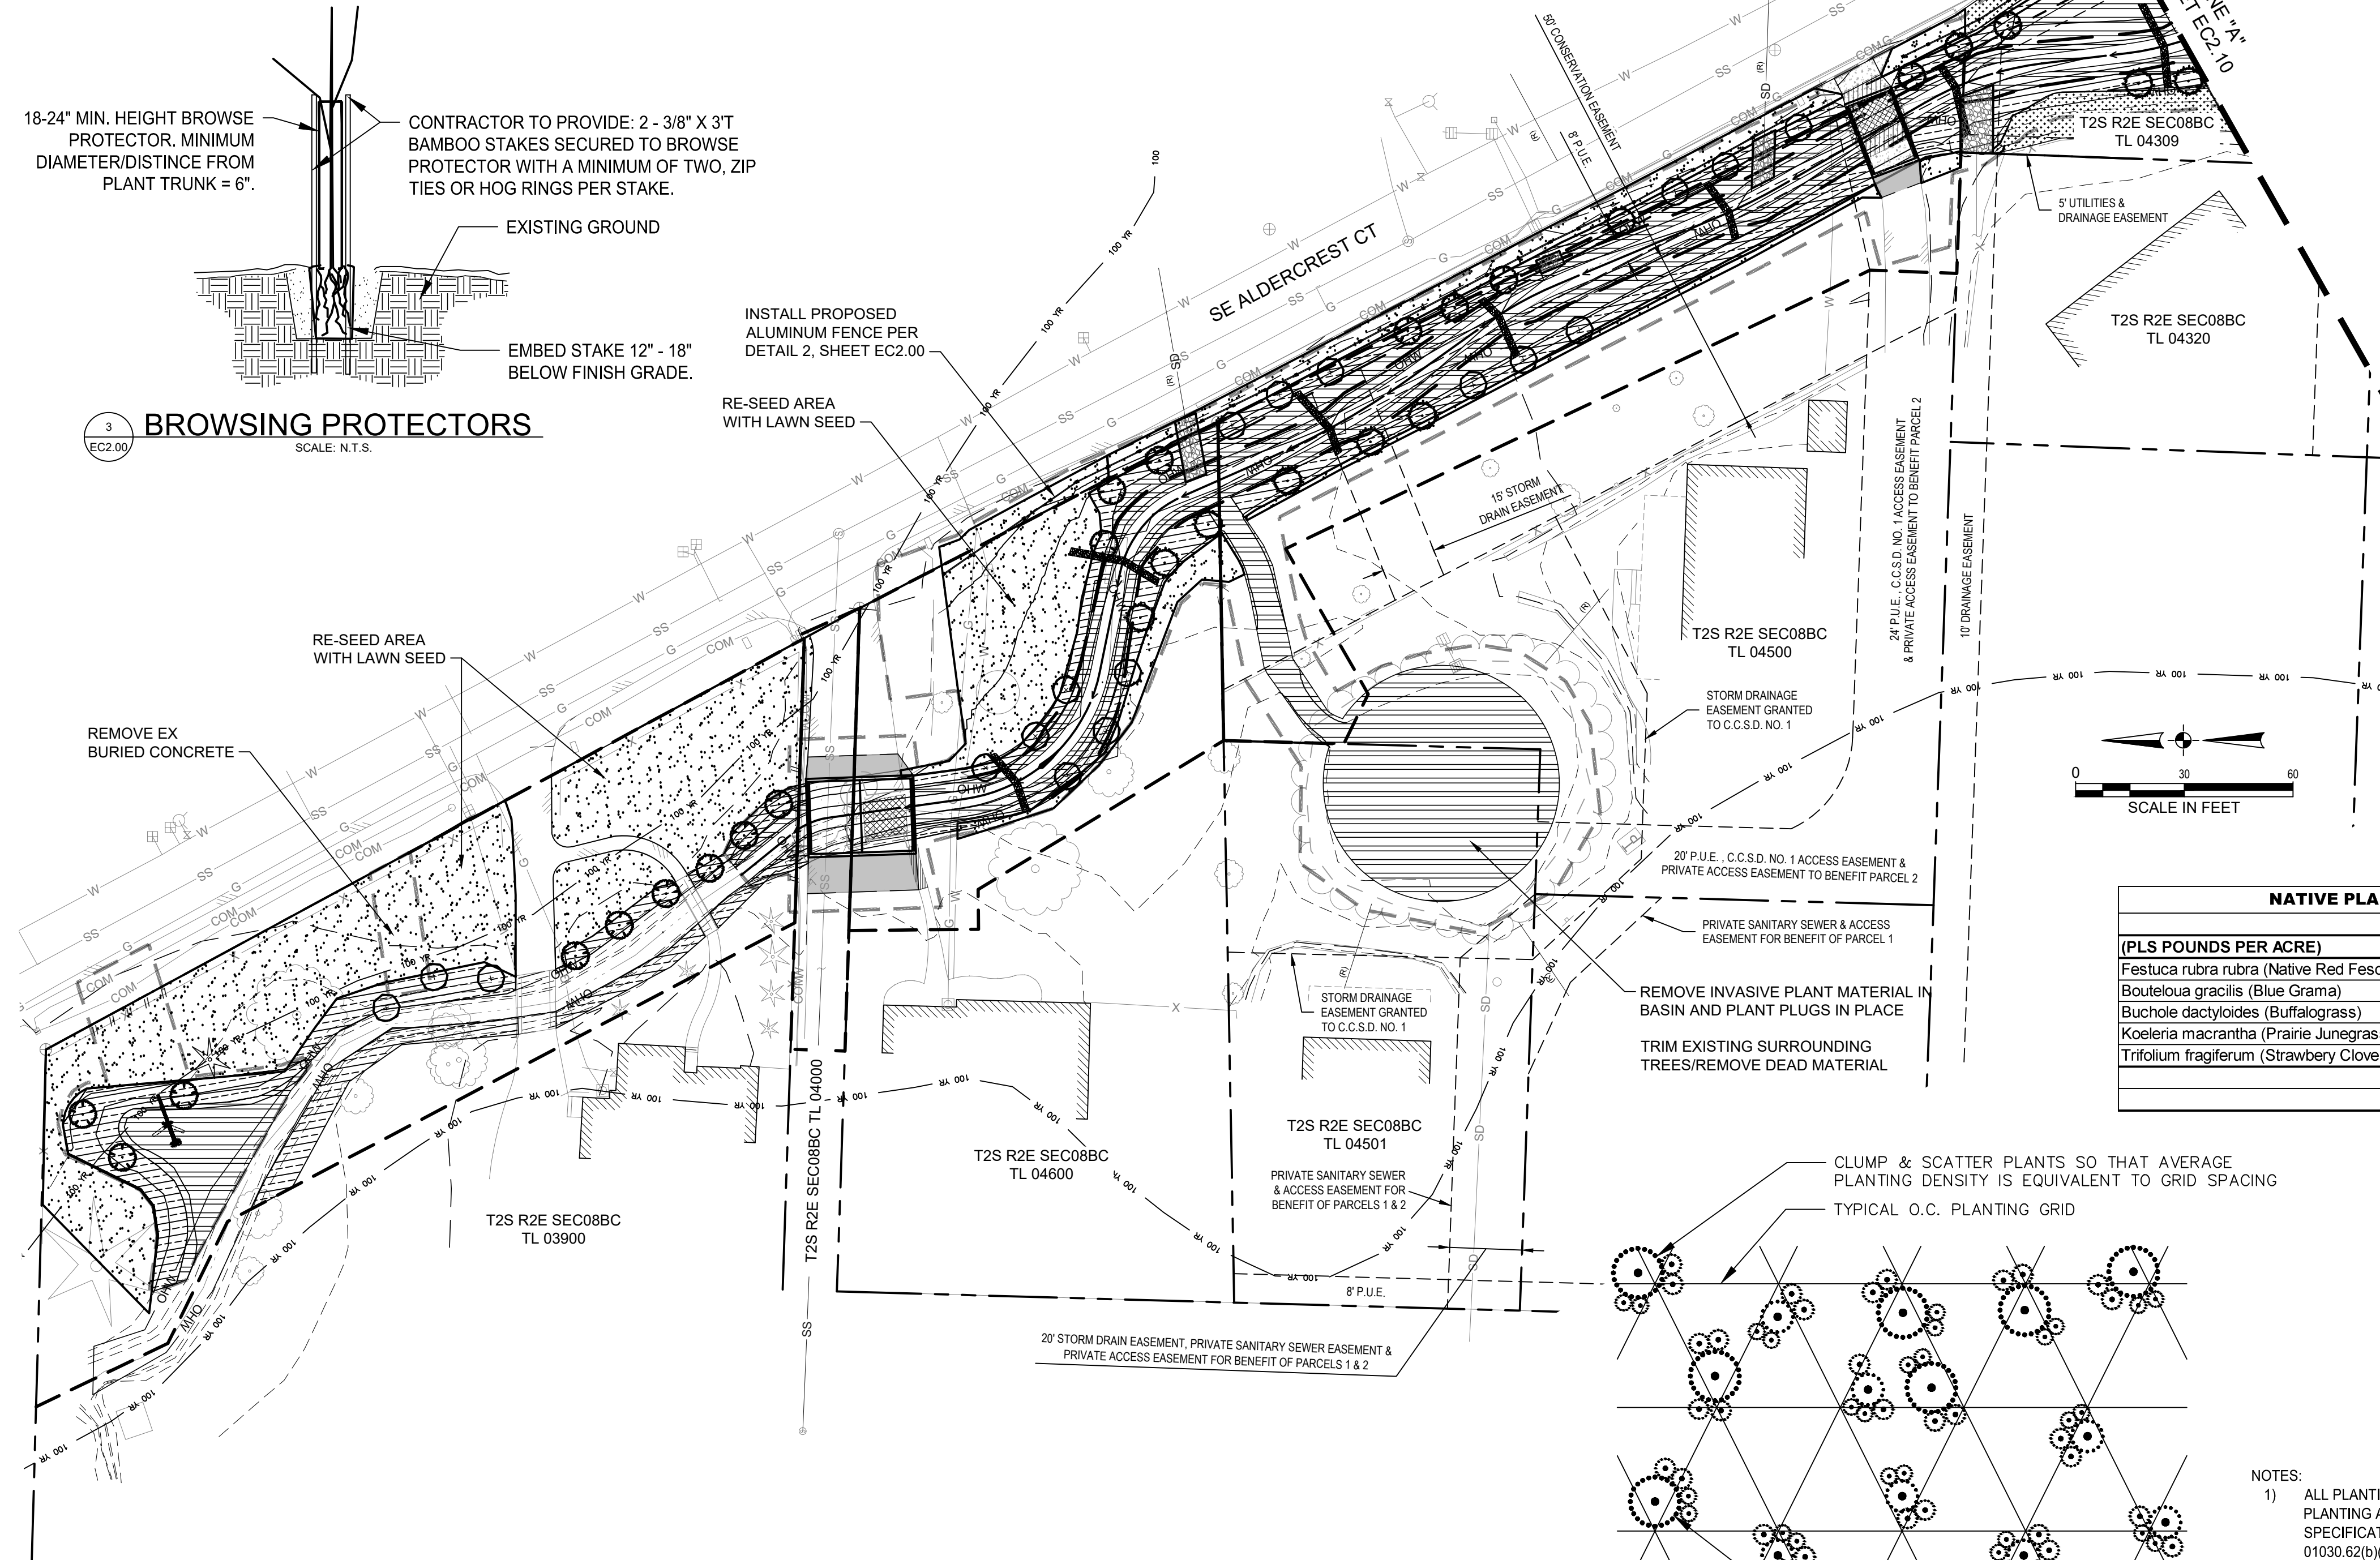 18-24" MIN. HEIGHT BROWSE
PROTECTOR. MINIMUM
DIAMETER/DISTINCE FROM
PLANT TRUNK = 6".
CONTRACTOR TO PROVIDE: 2 - 3/8" X 3'T
BAMBOO STAKES SECURED TO BROWSE
PROTECTOR WITH A MINIMUM OF TWO, ZIP
TIES OR HOG RINGS PER STAKE.
EXISTING GROUND
EMBED STAKE 12" - 18"
BELOW FINISH GRADE.
3
EC2.00
BROWSING PROTECTORS
SCALE: N.T.S.
INSTALL PROPOSED
ALUMINUM FENCE PER
DETAIL 2, SHEET EC2.00
RE-SEED AREA
WITH LAWN SEED
RE-SEED AREA
WITH LAWN SEED
REMOVE EX
BURIED CONCRETE
SE ALDERCREST CT
50' CONSERVATION EASEMENT
8' P.U.E.
"A"
EC2.10
T2S R2E SEC08BC
TL 04309
5' UTILITIES &
DRAINAGE EASEMENT
T2S R2E SEC08BC
TL 04320
15' STORM
DRAIN EASEMENT
24' P.U.E., C.C.S.D. NO. 1 ACCESS EASEMENT
& PRIVATE ACCESS EASEMENT TO BENEFIT PARCEL 2
10' DRAINAGE EASEMENT
T2S R2E SEC08BC
TL 04500
STORM DRAINAGE
EASEMENT GRANTED
TO C.C.S.D. NO. 1
0 30 60
SCALE IN FEET
20' P.U.E. , C.C.S.D. NO. 1 ACCESS EASEMENT &
PRIVATE ACCESS EASEMENT TO BENEFIT PARCEL 2
PRIVATE SANITARY SEWER & ACCESS
EASEMENT FOR BENEFIT OF PARCEL 1
REMOVE INVASIVE PLANT MATERIAL IN
BASIN AND PLANT PLUGS IN PLACE
TRIM EXISTING SURROUNDING
TREES/REMOVE DEAD MATERIAL
STORM DRAINAGE
EASEMENT GRANTED
TO C.C.S.D. NO. 1
T2S R2E SEC08BC
TL 04501
PRIVATE SANITARY SEWER
& ACCESS EASEMENT FOR
BENEFIT OF PARCELS 1 & 2
T2S R2E SEC08BC
TL 04600
T2S R2E SEC08BC TL 04000
T2S R2E SEC08BC
TL 03900
8' P.U.E.
20' STORM DRAIN EASEMENT, PRIVATE SANITARY SEWER EASEMENT &
PRIVATE ACCESS EASEMENT FOR BENEFIT OF PARCELS 1 & 2
NATIVE PLA
(PLS POUNDS PER ACRE)
Festuca rubra rubra (Native Red Fesc
Bouteloua gracilis (Blue Grama)
Buchole dactyloides (Buffalograss)
Koeleria macrantha (Prairie Junegras
Trifolium fragiferum (Strawbery Clove
CLUMP & SCATTER PLANTS SO THAT AVERAGE
PLANTING DENSITY IS EQUIVALENT TO GRID SPACING
TYPICAL O.C. PLANTING GRID
NOTES:
1) ALL PLANTI
PLANTING A
SPECIFICAT
01030.62(b)